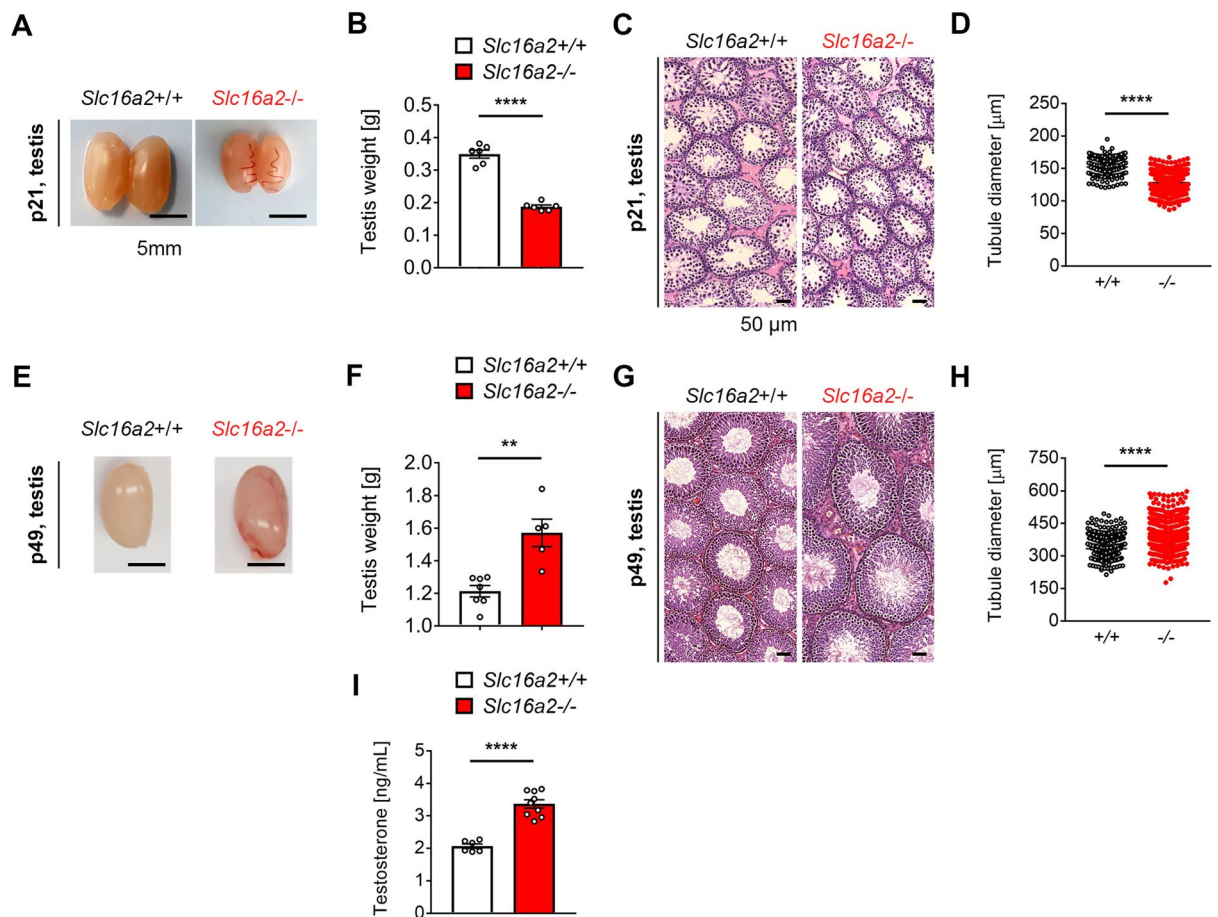 A
Slc16a2+/+
Slc16a2-/-
p21, testis
5mm
B
Slc16a2+/+
Slc16a2-/-
Testis weight [g]
0.5
0.4
0.3
0.2
0.1
0.0
****
C
Slc16a2+/+
Slc16a2-/-
p21, testis
50 µm
D
Tubule diameter [µm]
250
200
150
100
50
0
****
+/+
-/-
E
Slc16a2+/+
Slc16a2-/-
p49, testis
F
Slc16a2+/+
Slc16a2-/-
Testis weight [g]
2.0
1.8
1.6
1.4
1.2
1.0
**
G
Slc16a2+/+
Slc16a2-/-
p49, testis
H
Tubule diameter [µm]
750
600
450
300
150
0
****
+/+
-/-
I
Slc16a2+/+
Slc16a2-/-
Testosterone [ng/mL]
5
4
3
2
1
0
****